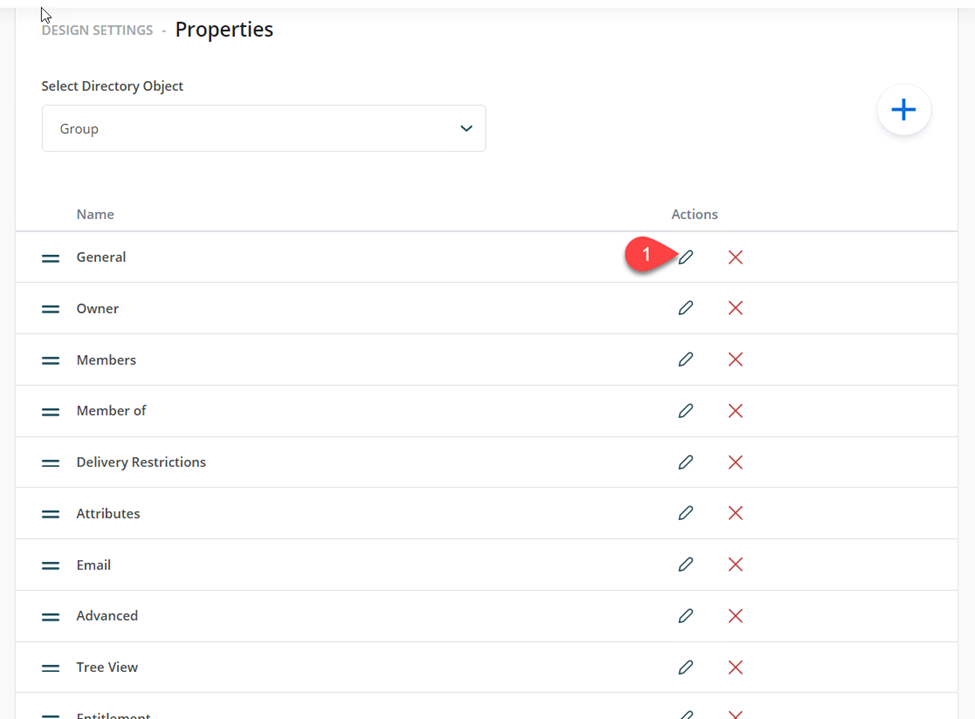 DESIGN SETTINGS - Properties
Select Directory Object
Group
Name Actions
General 1
Owner
Members
Member of
Delivery Restrictions
Attributes
Email
Advanced
Tree View
Entitlement